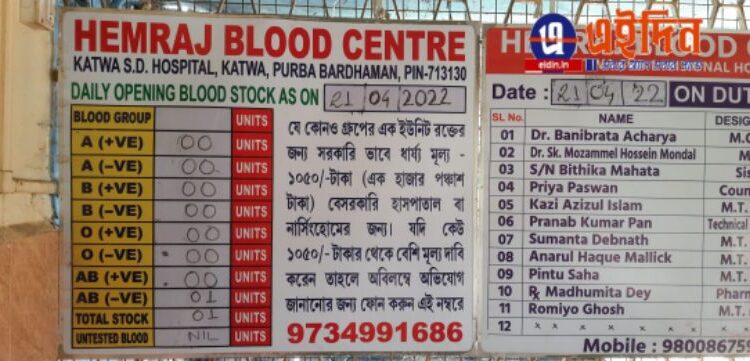 HEMRAJ BLOOD CENTRE
KATWA S.D. HOSPITAL, KATWA, PURBA BARDHAMAN, PIN-713130
DAILY OPENING BLOOD STOCK AS ON 21 04 2022
BLOOD GROUP UNITS
A (+VE) 00 UNITS
A (–VE) 00 UNITS
B (+VE) 00 UNITS
B (–VE) 00 UNITS
O (+VE) 00 UNITS
O (–VE) 00 UNITS
AB (+VE) 00 UNITS
AB (–VE) 01 UNITS
TOTAL STOCK 01 UNITS
UNTESTED BLOOD NIL UNITS
যে কোনও গ্রুপের এক ইউনিট রক্তের
জন্য সরকারি ভাবে ধার্য্য মূল্য -
১০৫০/-টাকা (এক হাজার পঞ্চাশ
টাকা) বেসরকারি হাসপাতাল বা
নার্সিংহোমের জন্য। যদি কেউ
১০৫০/-টাকার থেকে বেশি মূল্য দাবি
করেন তাহলে অবিলম্বে অভিযোগ
জানানোর জন্য ফোন করুন এই নম্বরে
9734991686
এইদিন
eidin.in
HE
Date : 21 04 22 ON DUT
SL No. NAME DESIG
01 Dr. Banibrata Acharya M.O
02 Dr. Sk. Mozammel Hossein Mondal M
03 S/N Bithika Mahata Sis
04 Priya Paswan Coun
05 Kazi Azizul Islam M.T.
06 Pranab Kumar Pan Technical
07 Sumanta Debnath M.T.
08 Anarul Haque Mallick M.T.
09 Pintu Saha M.T.
10 Rx Madhumita Dey Pharm
11 Romiyo Ghosh M.T.
12 x x x x x x x x
Mobile : 980086759